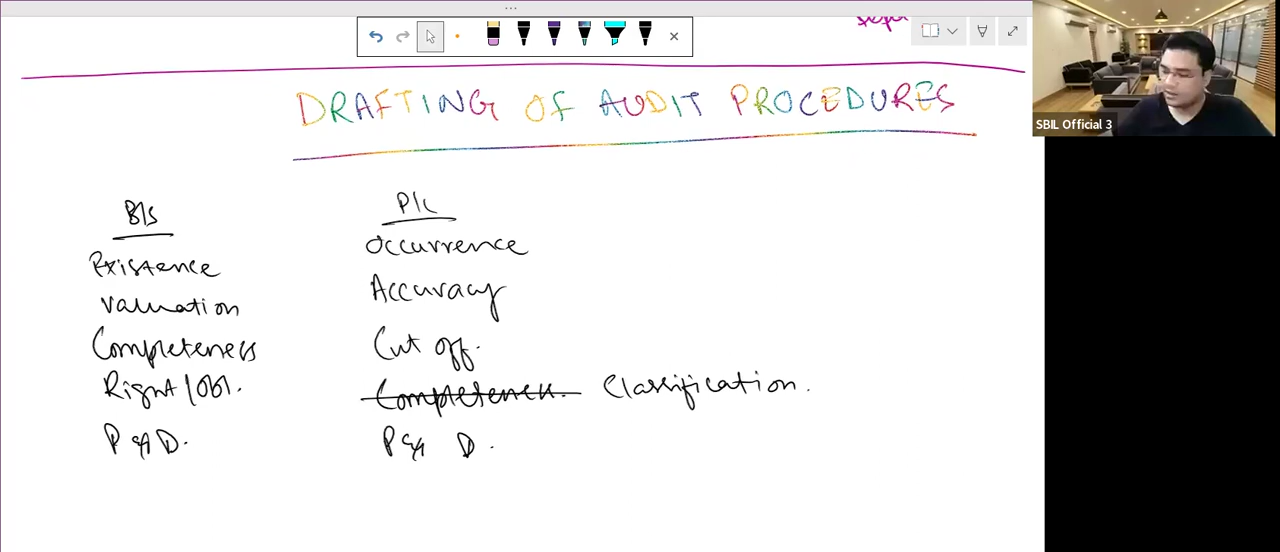 SBIL Official 3
DRAFTING OF AUDIT PROCEDURES
B/S
Existence
Valuation
Completeness
Right/Obl.
P & D.
P/L
Occurrence
Accuracy
Cut off.
Completeness. Classification.
P & D.